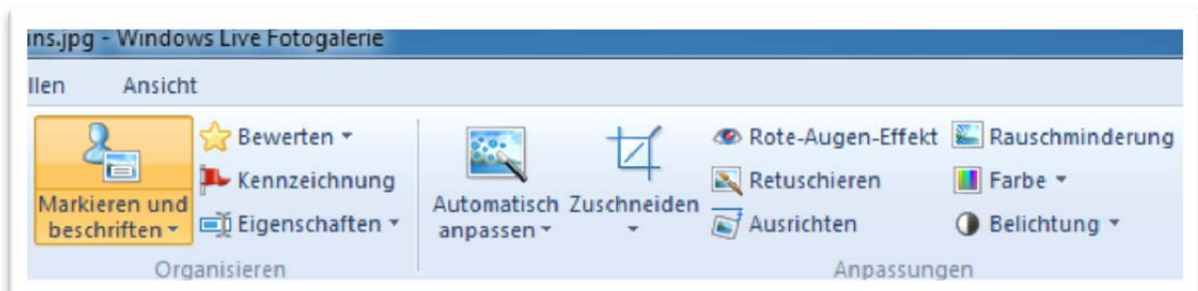 ins.jpg - Windows Live Fotogalerie
llen Ansicht
Markieren und
beschriften
Bewerten
Kennzeichnung
Eigenschaften
Organisieren
Automatisch
anpassen
Zuschneiden
Rote-Augen-Effekt
Retuschieren
Ausrichten
Rauschminderung
Farbe
Belichtung
Anpassungen